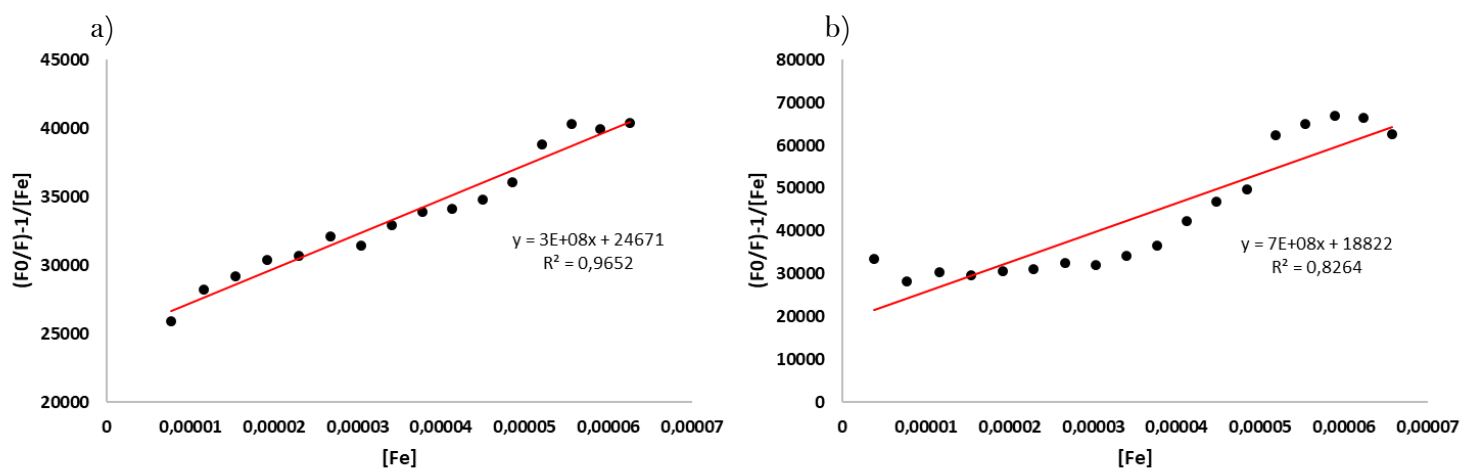 a)
45000
40000
35000
30000
25000
20000
(F0/F)-1/[Fe]
y = 3E+08x + 24671
R² = 0,9652
0 0,00001 0,00002 0,00003 0,00004 0,00005 0,00006 0,00007
[Fe]
b)
80000
70000
60000
50000
40000
30000
20000
10000
0
(F0/F)-1/[Fe]
y = 7E+08x + 18822
R² = 0,8264
0 0,00001 0,00002 0,00003 0,00004 0,00005 0,00006 0,00007
[Fe]